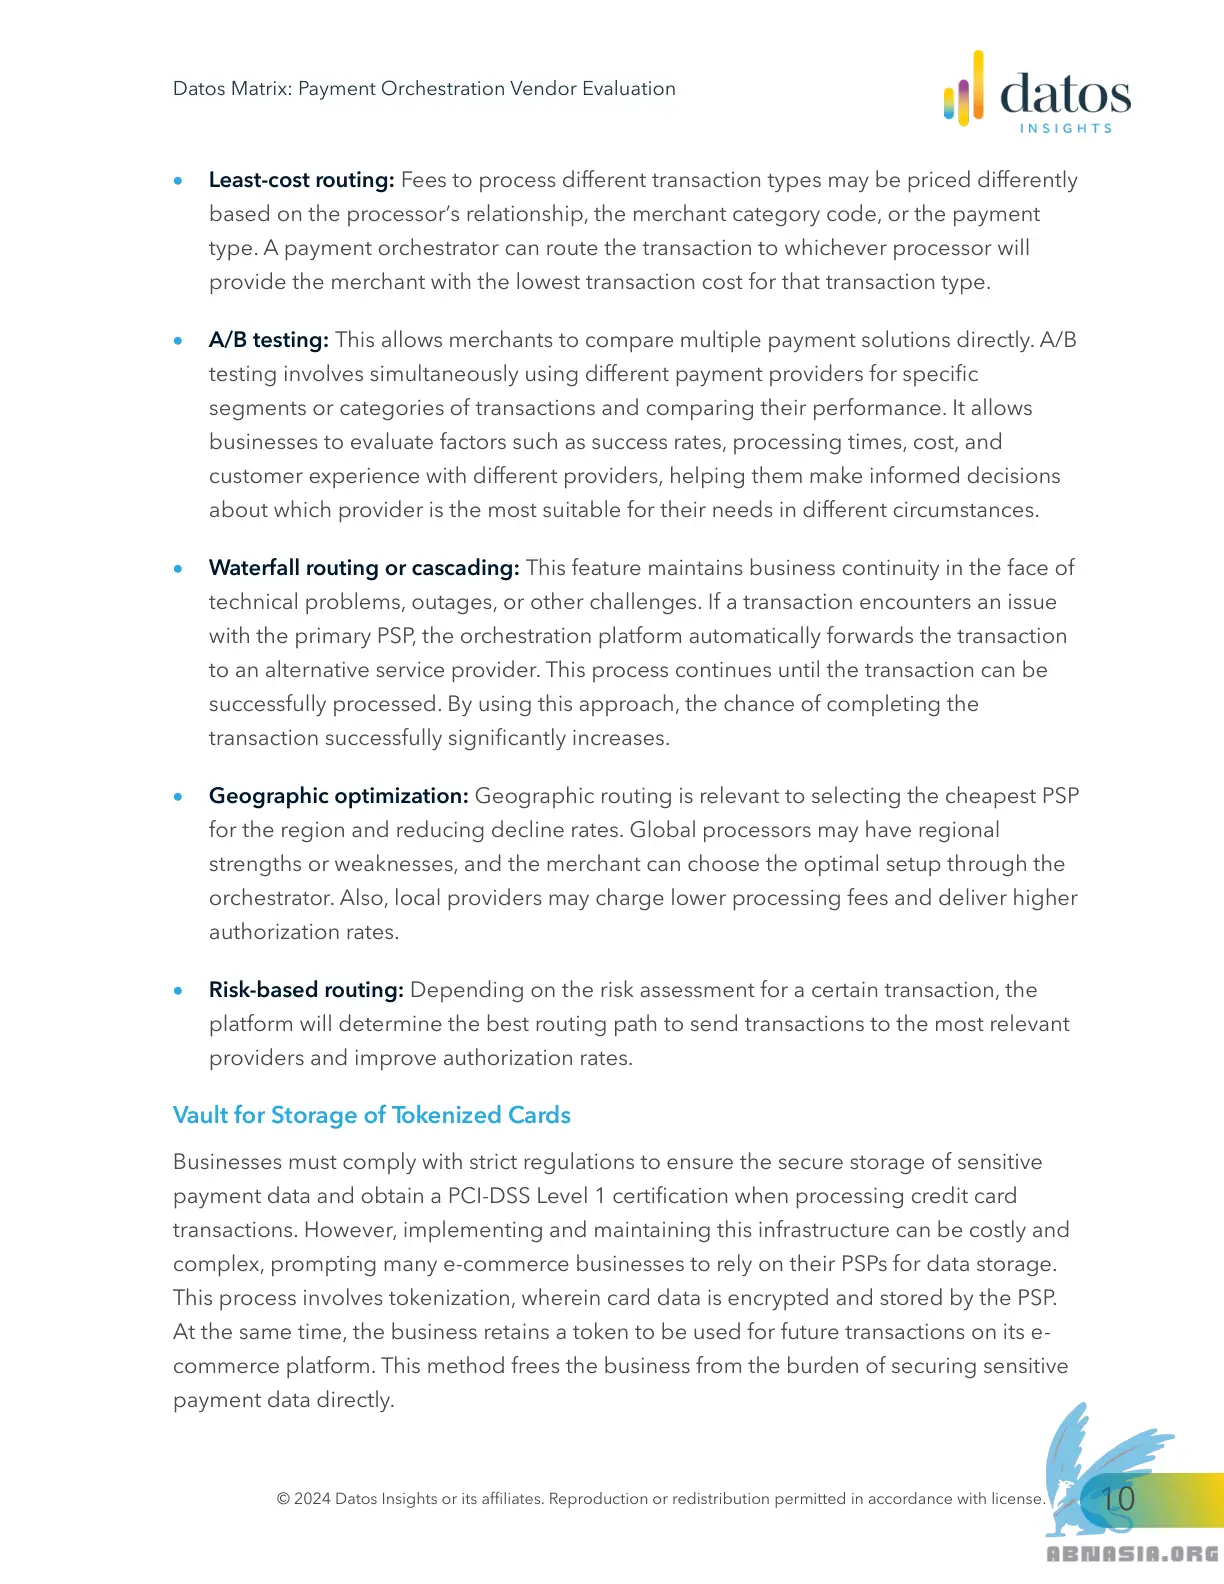 Datos Matrix: Payment Orchestration Vendor Evaluation
datos
INSIGHTS
• Least-cost routing: Fees to process different transaction types may be priced differently
based on the processor’s relationship, the merchant category code, or the payment
type. A payment orchestrator can route the transaction to whichever processor will
provide the merchant with the lowest transaction cost for that transaction type.
• A/B testing: This allows merchants to compare multiple payment solutions directly. A/B
testing involves simultaneously using different payment providers for specific
segments or categories of transactions and comparing their performance. It allows
businesses to evaluate factors such as success rates, processing times, cost, and
customer experience with different providers, helping them make informed decisions
about which provider is the most suitable for their needs in different circumstances.
• Waterfall routing or cascading: This feature maintains business continuity in the face of
technical problems, outages, or other challenges. If a transaction encounters an issue
with the primary PSP, the orchestration platform automatically forwards the transaction
to an alternative service provider. This process continues until the transaction can be
successfully processed. By using this approach, the chance of completing the
transaction successfully significantly increases.
• Geographic optimization: Geographic routing is relevant to selecting the cheapest PSP
for the region and reducing decline rates. Global processors may have regional
strengths or weaknesses, and the merchant can choose the optimal setup through the
orchestrator. Also, local providers may charge lower processing fees and deliver higher
authorization rates.
• Risk-based routing: Depending on the risk assessment for a certain transaction, the
platform will determine the best routing path to send transactions to the most relevant
providers and improve authorization rates.
Vault for Storage of Tokenized Cards
Businesses must comply with strict regulations to ensure the secure storage of sensitive
payment data and obtain a PCI-DSS Level 1 certification when processing credit card
transactions. However, implementing and maintaining this infrastructure can be costly and
complex, prompting many e-commerce businesses to rely on their PSPs for data storage.
This process involves tokenization, wherein card data is encrypted and stored by the PSP.
At the same time, the business retains a token to be used for future transactions on its e-
commerce platform. This method frees the business from the burden of securing sensitive
payment data directly.
© 2024 Datos Insights or its affiliates. Reproduction or redistribution permitted in accordance with license.
10
ABNASIA.ORG